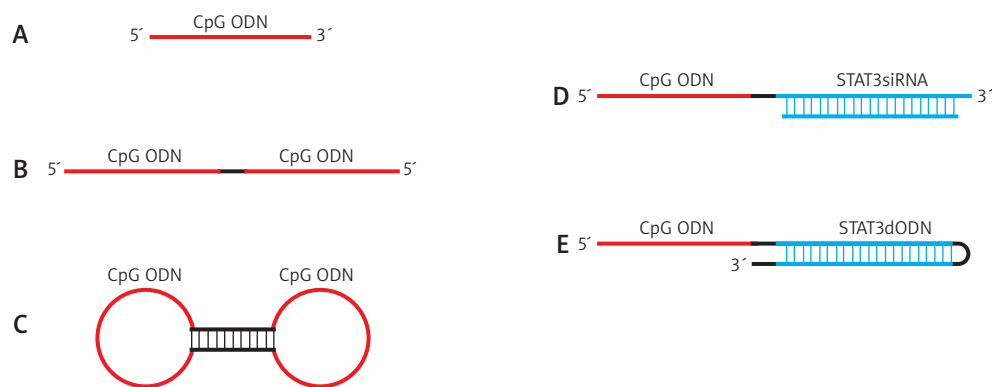 A
CpG ODN
5´ 3´
B
CpG ODN CpG ODN
5´ 5´
C
CpG ODN CpG ODN
D
CpG ODN STAT3siRNA
5´ 3´
E
CpG ODN STAT3dODN
5´
3´